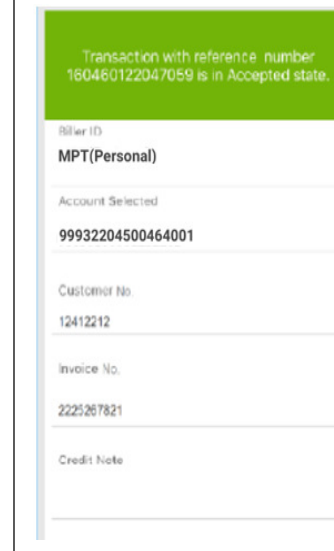 Transaction with reference number
160460122047059 is in Accepted state.
Biller ID
MPT(Personal)
Account Selected
99932204500464001
Customer No.
12412212
Invoice No.
2225267821
Credit Note